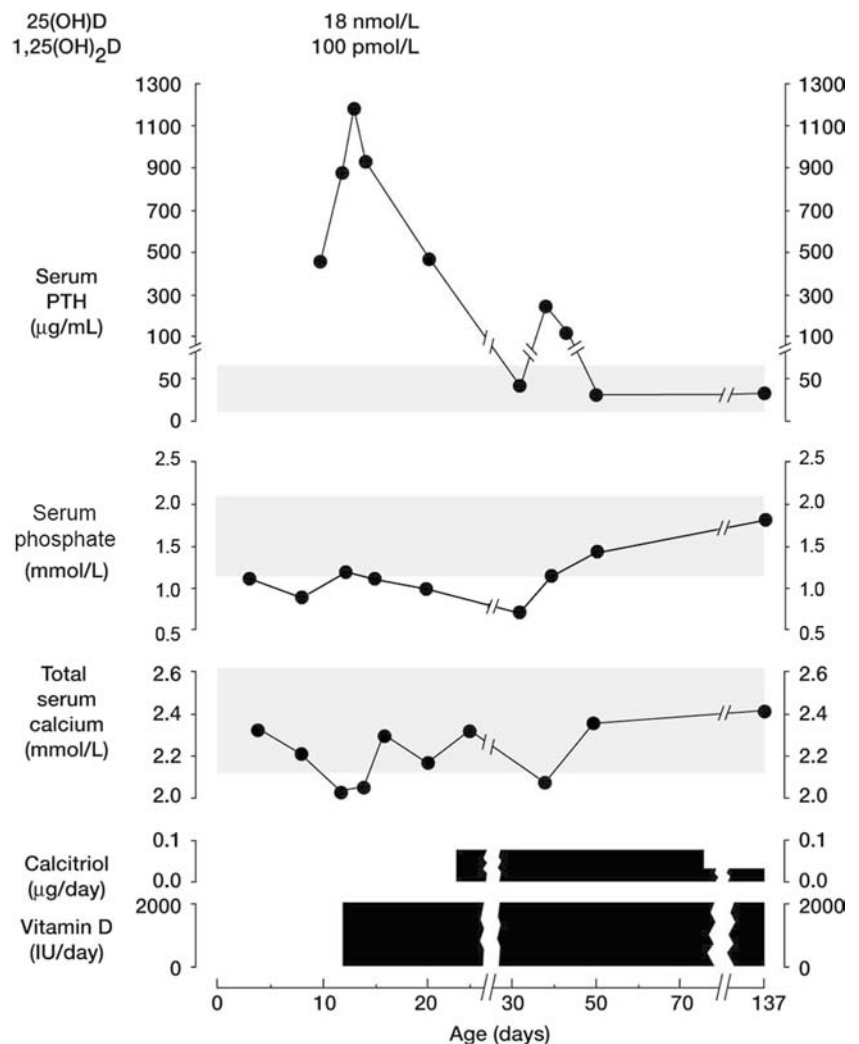 25(OH)D 18 nmol/L
1,25(OH)2D 100 pmol/L
1300 1300
1100 1100
900 900
700 700
500 500
Serum
PTH
(μg/mL)
300 300
100 100
50 50
0 0
2.5 2.5
Serum
phosphate
(mmol/L)
2.0 2.0
1.5 1.5
1.0 1.0
0.5 0.5
Total
serum
calcium
(mmol/L)
2.6 2.6
2.4 2.4
2.2 2.2
2.0 2.0
Calcitriol
(μg/day)
0.1 0.1
0.0 0.0
Vitamin D
(IU/day)
2000 2000
0 0
0 10 20 30 50 70 137
Age (days)